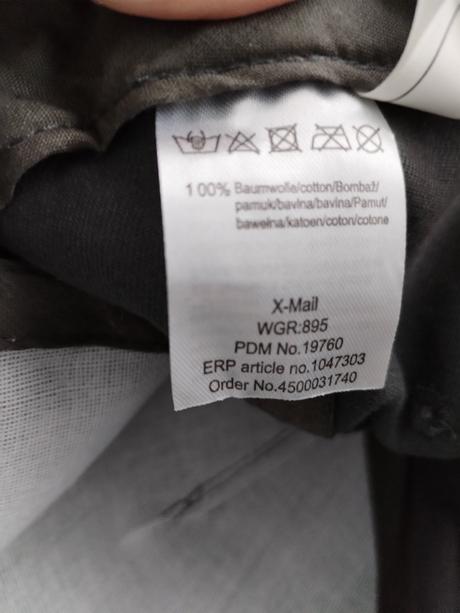 100% Baumwolle/cotton/Bombaž/
pamuk/bavlna/bavlna/Pamut/
bawełna/katoen/coton/cotone
X-Mail
WGR:895
PDM No.19760
ERP article no.1047303
Order No.4500031740